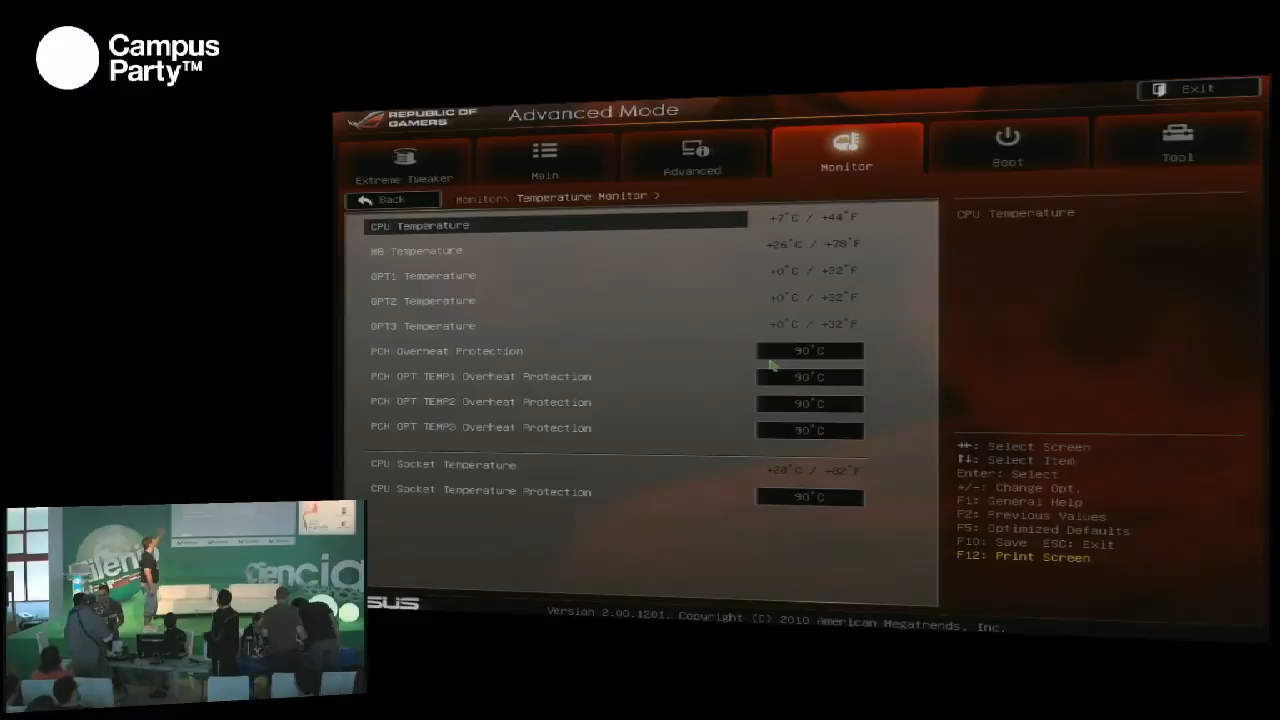 Campus
Party™
REPUBLIC OF
GAMERS
Advanced Mode
Exit
Extreme Tweaker
Main
Advanced
Monitor
Boot
Tool
Back
Monitor\ Temperature Monitor >
CPU Temperature +7°C / +44°F
MB Temperature +26°C / +78°F
OPT1 Temperature +0°C / +32°F
OPT2 Temperature +0°C / +32°F
OPT3 Temperature +0°C / +32°F
PCH Overheat Protection 90°C
PCH OPT TEMP1 Overheat Protection 90°C
PCH OPT TEMP2 Overheat Protection 90°C
PCH OPT TEMP3 Overheat Protection 90°C
CPU Socket Temperature +28°C / +82°F
CPU Socket Temperature Protection 90°C
CPU Temperature
→←: Select Screen
↑↓: Select Item
Enter: Select
+/-: Change Opt.
F1: General Help
F2: Previous Values
F5: Optimized Defaults
F10: Save ESC: Exit
F12: Print Screen
SUS
Version 2.00.1201. Copyright (C) 2010 American Megatrends, Inc.
ciencia